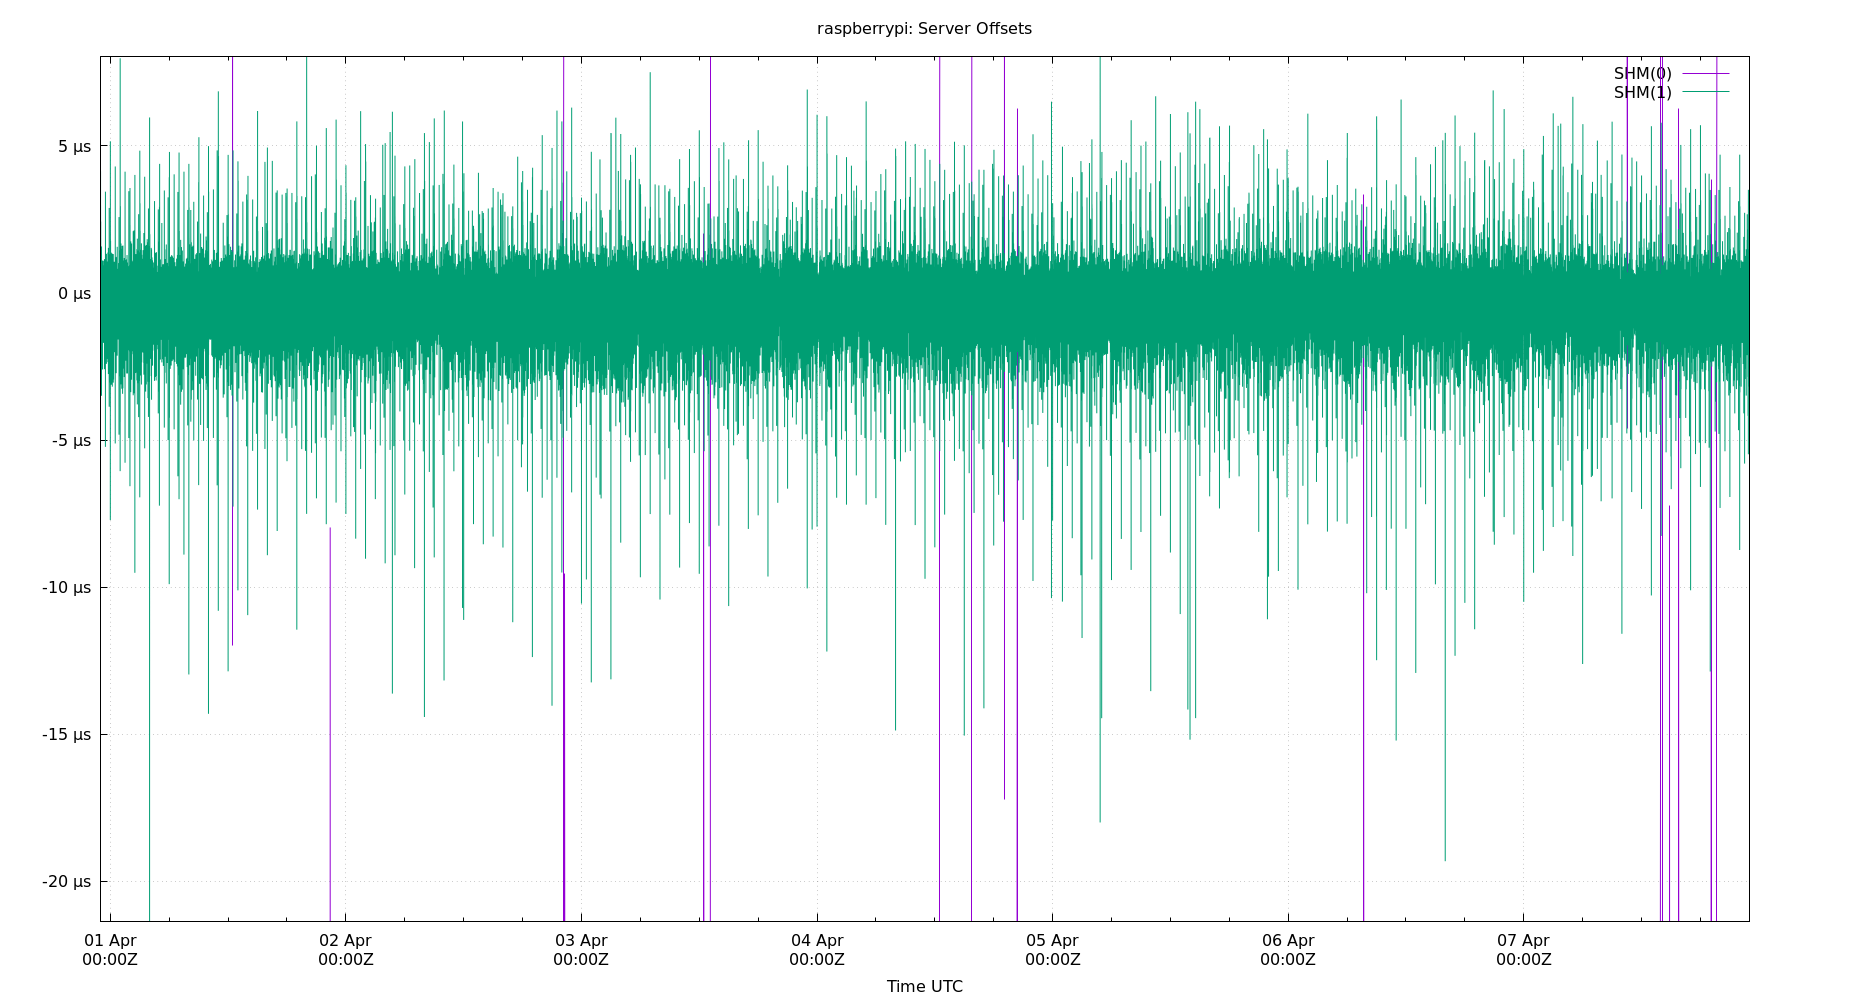 raspberrypi: Server Offsets
SHM(0)
SHM(1)
5 µs
0 µs
-5 µs
-10 µs
-15 µs
-20 µs
01 Apr 02 Apr 03 Apr 04 Apr 05 Apr 06 Apr 07 Apr
00:00Z 00:00Z 00:00Z 00:00Z 00:00Z 00:00Z 00:00Z
Time UTC